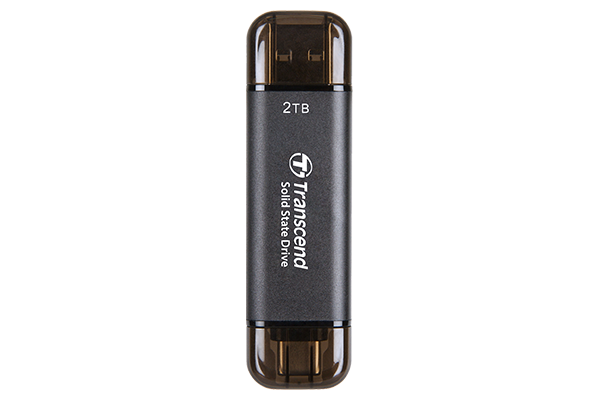 2TB
Transcend
Solid State Drive